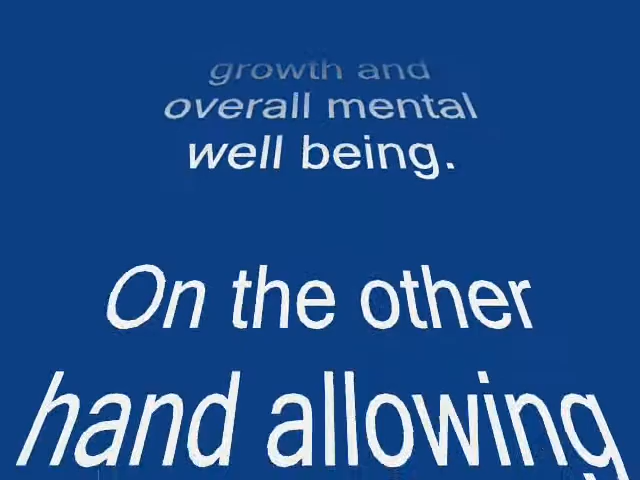 growth and
overall mental
well being.
On the other
hand allowing